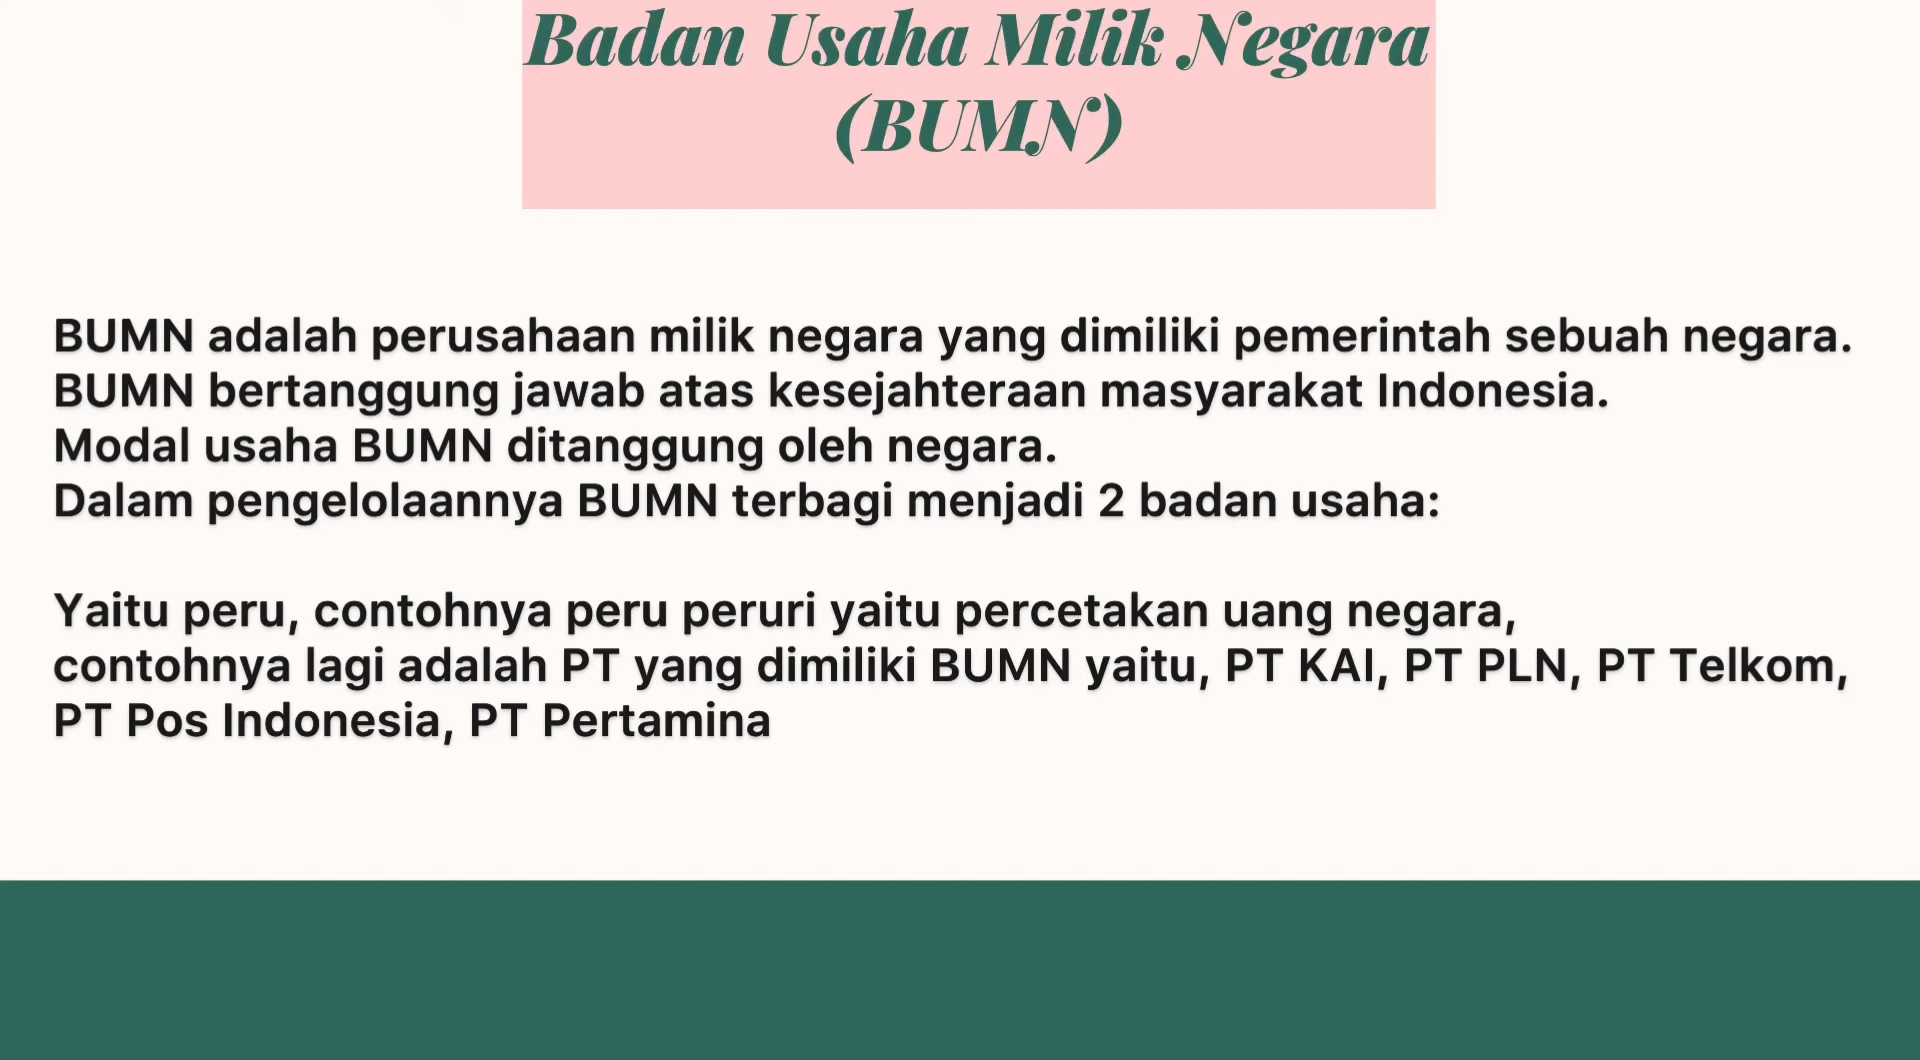 Badan Usaha Milik Negara
(BUMN)
BUMN adalah perusahaan milik negara yang dimiliki pemerintah sebuah negara.
BUMN bertanggung jawab atas kesejahteraan masyarakat Indonesia.
Modal usaha BUMN ditanggung oleh negara.
Dalam pengelolaannya BUMN terbagi menjadi 2 badan usaha:
Yaitu peru, contohnya peru peruri yaitu percetakan uang negara,
contohnya lagi adalah PT yang dimiliki BUMN yaitu, PT KAI, PT PLN, PT Telkom,
PT Pos Indonesia, PT Pertamina